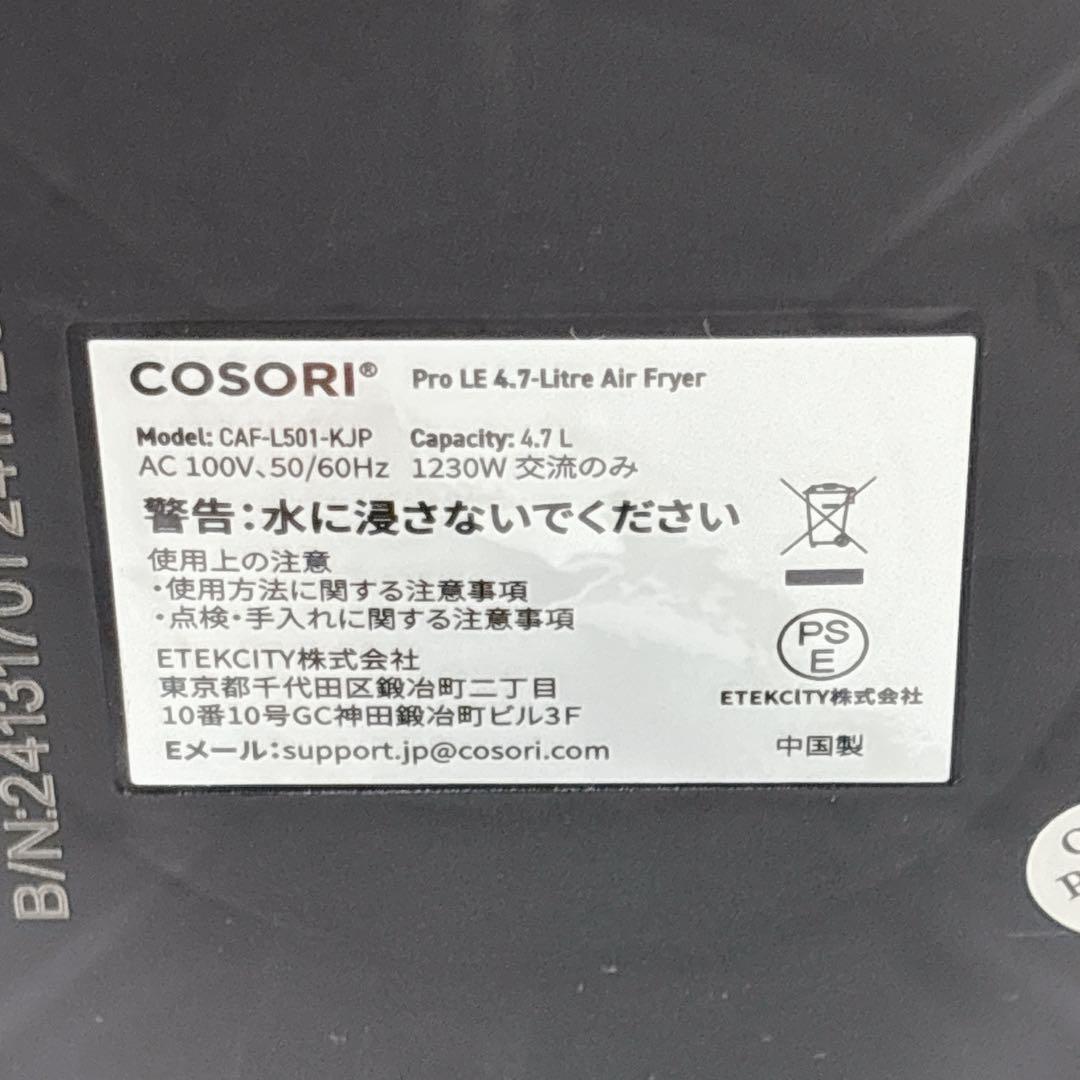 COSORI® Pro LE 4.7-Litre Air Fryer
Model: CAF-L501-KJP Capacity: 4.7 L
AC 100V、50/60Hz 1230W 交流のみ
警告：水に浸さないでください
使用上の注意
・使用方法に関する注意事項
・点検・手入れに関する注意事項
ETEKCITY株式会社
東京都千代田区鍛冶町二丁目
10番10号GC神田鍛冶町ビル3F
Eメール：support.jp@cosori.com
PS
E
ETEKCITY株式会社
中国製